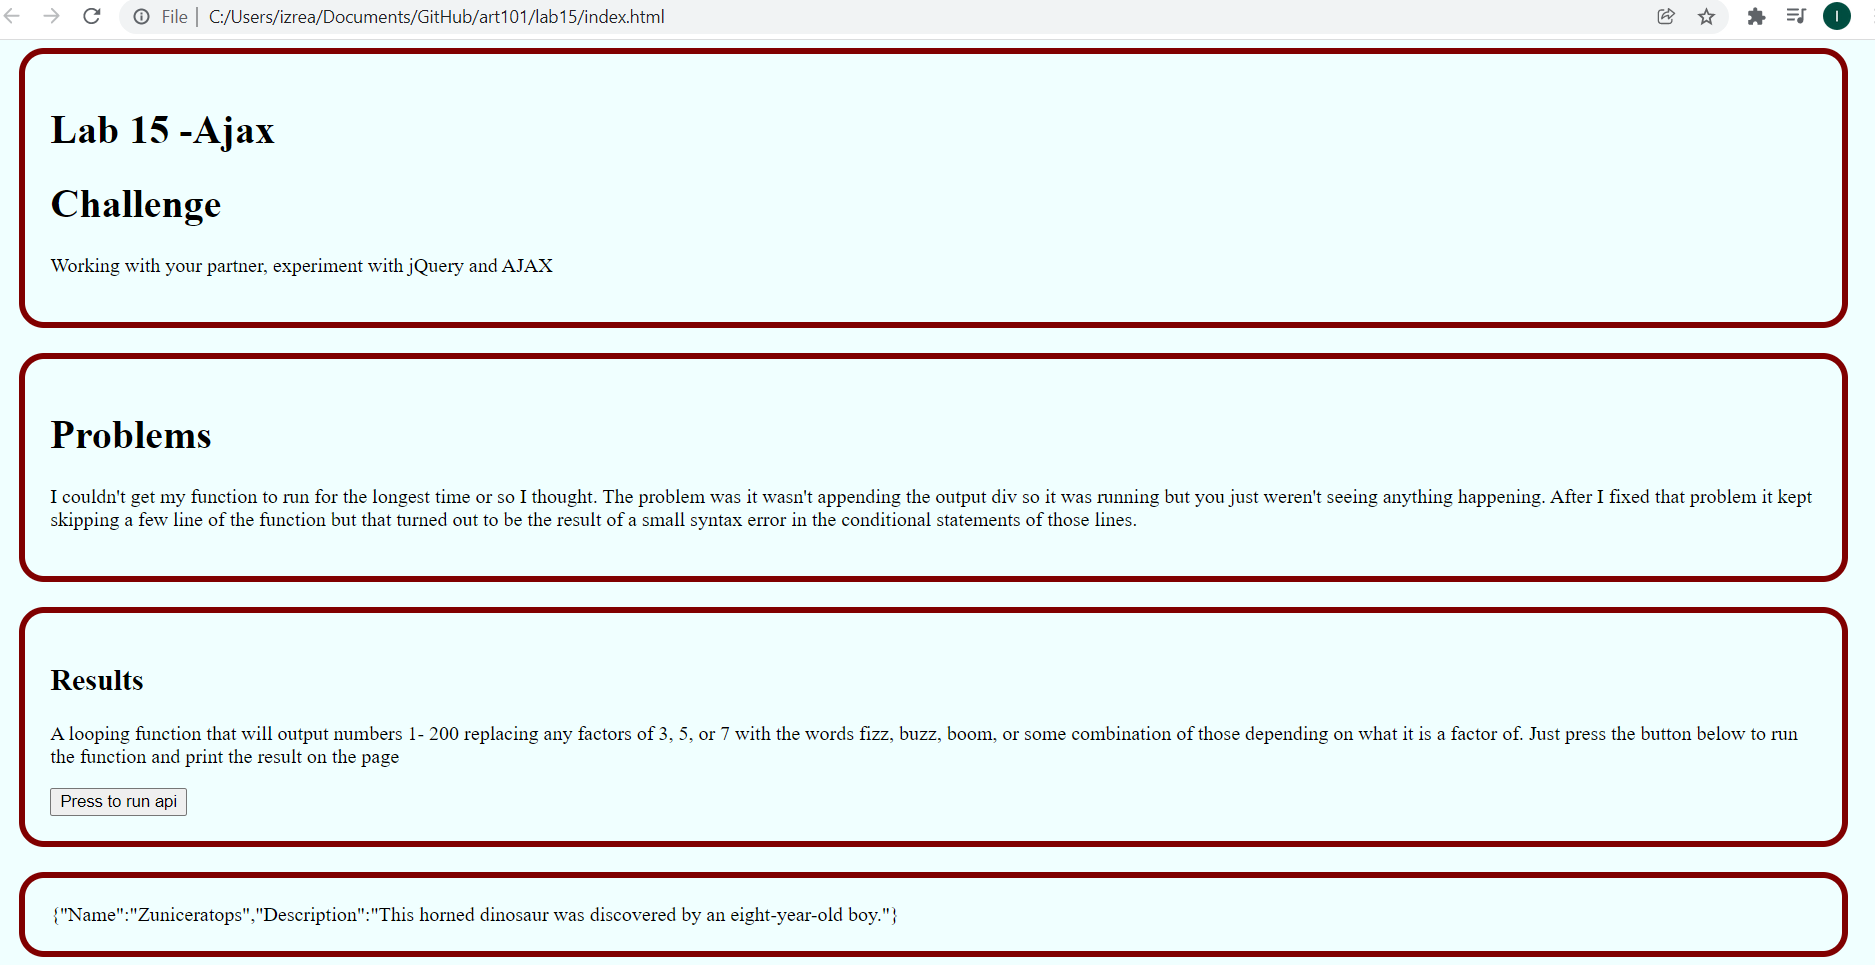 File | C:/Users/izrea/Documents/GitHub/art101/lab15/index.html
I
Lab 15 -Ajax
Challenge
Working with your partner, experiment with jQuery and AJAX
Problems
I couldn't get my function to run for the longest time or so I thought. The problem was it wasn't appending the output div so it was running but you just weren't seeing anything happening. After I fixed that problem it kept
skipping a few line of the function but that turned out to be the result of a small syntax error in the conditional statements of those lines.
Results
A looping function that will output numbers 1- 200 replacing any factors of 3, 5, or 7 with the words fizz, buzz, boom, or some combination of those depending on what it is a factor of. Just press the button below to run
the function and print the result on the page
Press to run api
{"Name":"Zuniceratops","Description":"This horned dinosaur was discovered by an eight-year-old boy."}